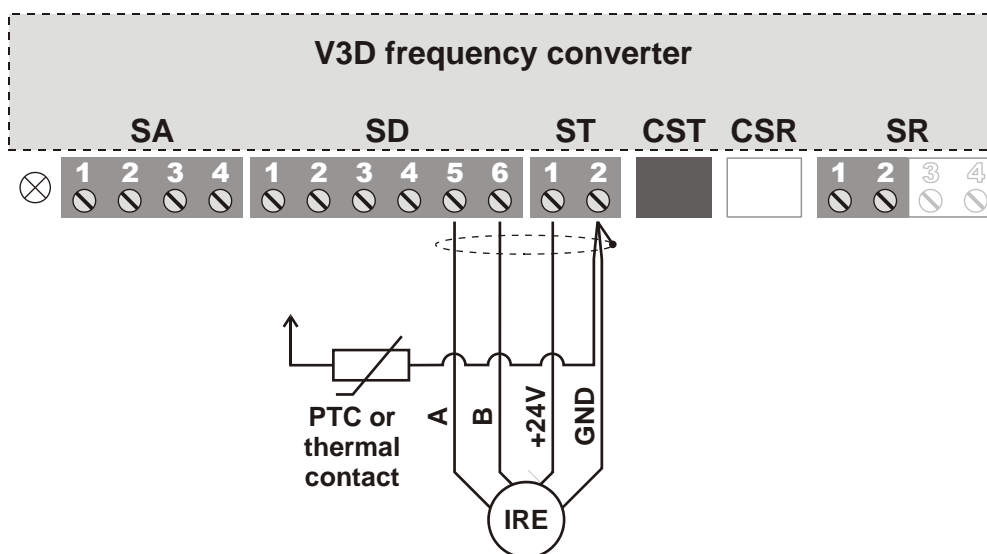 V3D frequency converter
SA SD ST CST CSR SR
1 2 3 4 1 2 3 4 5 6 1 2 1 2 3 4
A
B
+24V
GND
PTC or
thermal
contact
IRE